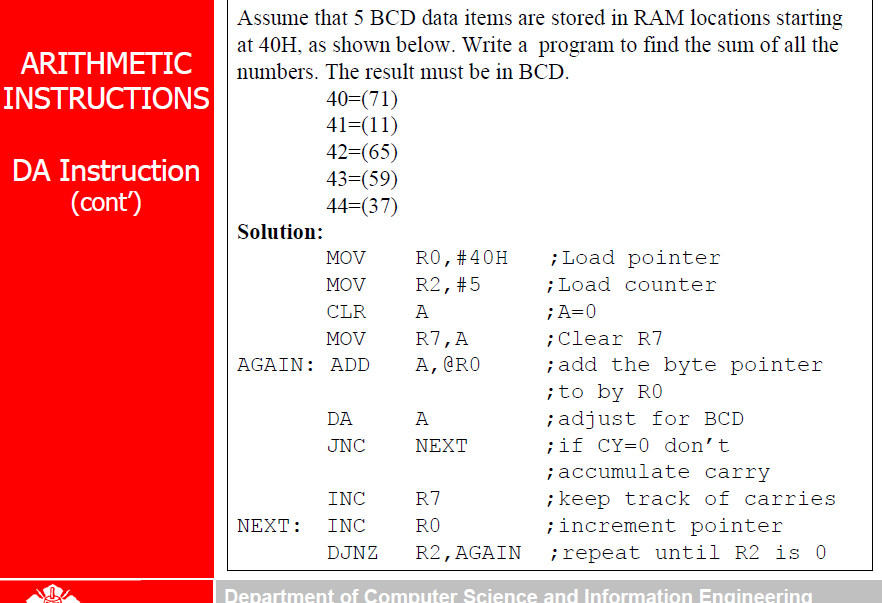 ARITHMETIC
INSTRUCTIONS
DA Instruction
(cont’)
Assume that 5 BCD data items are stored in RAM locations starting
at 40H, as shown below. Write a program to find the sum of all the
numbers. The result must be in BCD.
40=(71)
41=(11)
42=(65)
43=(59)
44=(37)
Solution:
MOV R0,#40H ;Load pointer
MOV R2,#5 ;Load counter
CLR A ;A=0
MOV R7,A ;Clear R7
AGAIN: ADD A,@R0 ;add the byte pointer
;to by R0
DA A ;adjust for BCD
JNC NEXT ;if CY=0 don’t
;accumulate carry
INC R7 ;keep track of carries
NEXT: INC R0 ;increment pointer
DJNZ R2,AGAIN ;repeat until R2 is 0
Department of Computer Science and Information Engineering